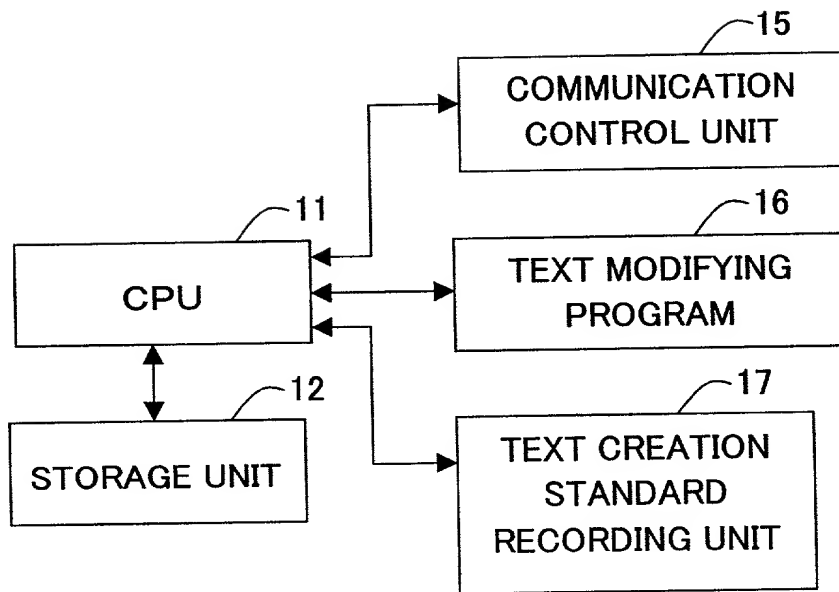 15
COMMUNICATION
CONTROL UNIT
11
CPU
16
TEXT MODIFYING
PROGRAM
12
STORAGE UNIT
17
TEXT CREATION
STANDARD
RECORDING UNIT